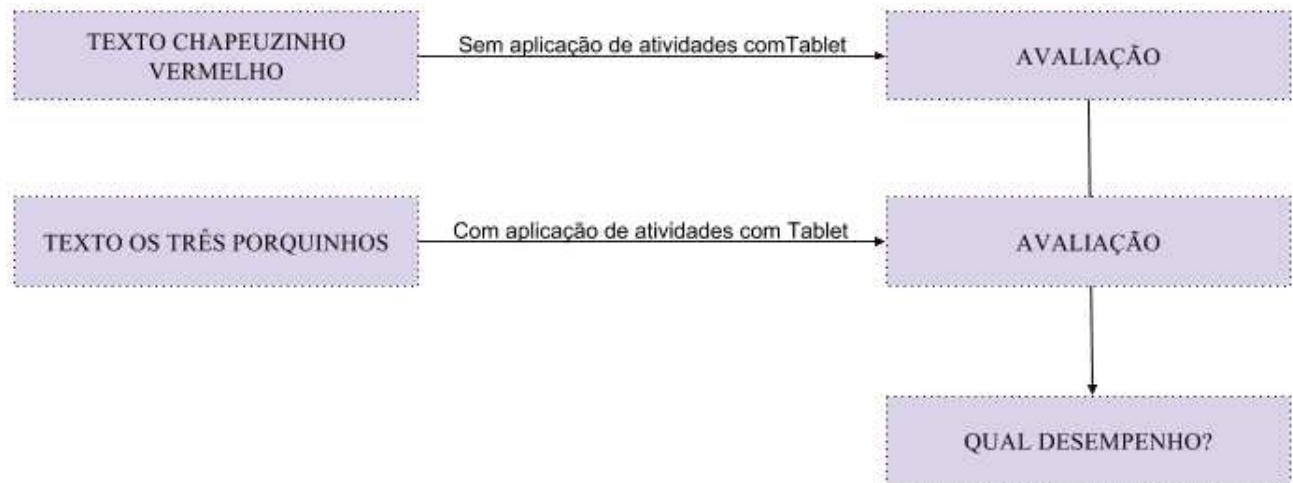 TEXTO CHAPEUZINHO
VERMELHO
Sem aplicação de atividades comTablet
AVALIAÇÃO
TEXTO OS TRÊS PORQUINHOS
Com aplicação de atividades com Tablet
AVALIAÇÃO
QUAL DESEMPENHO?